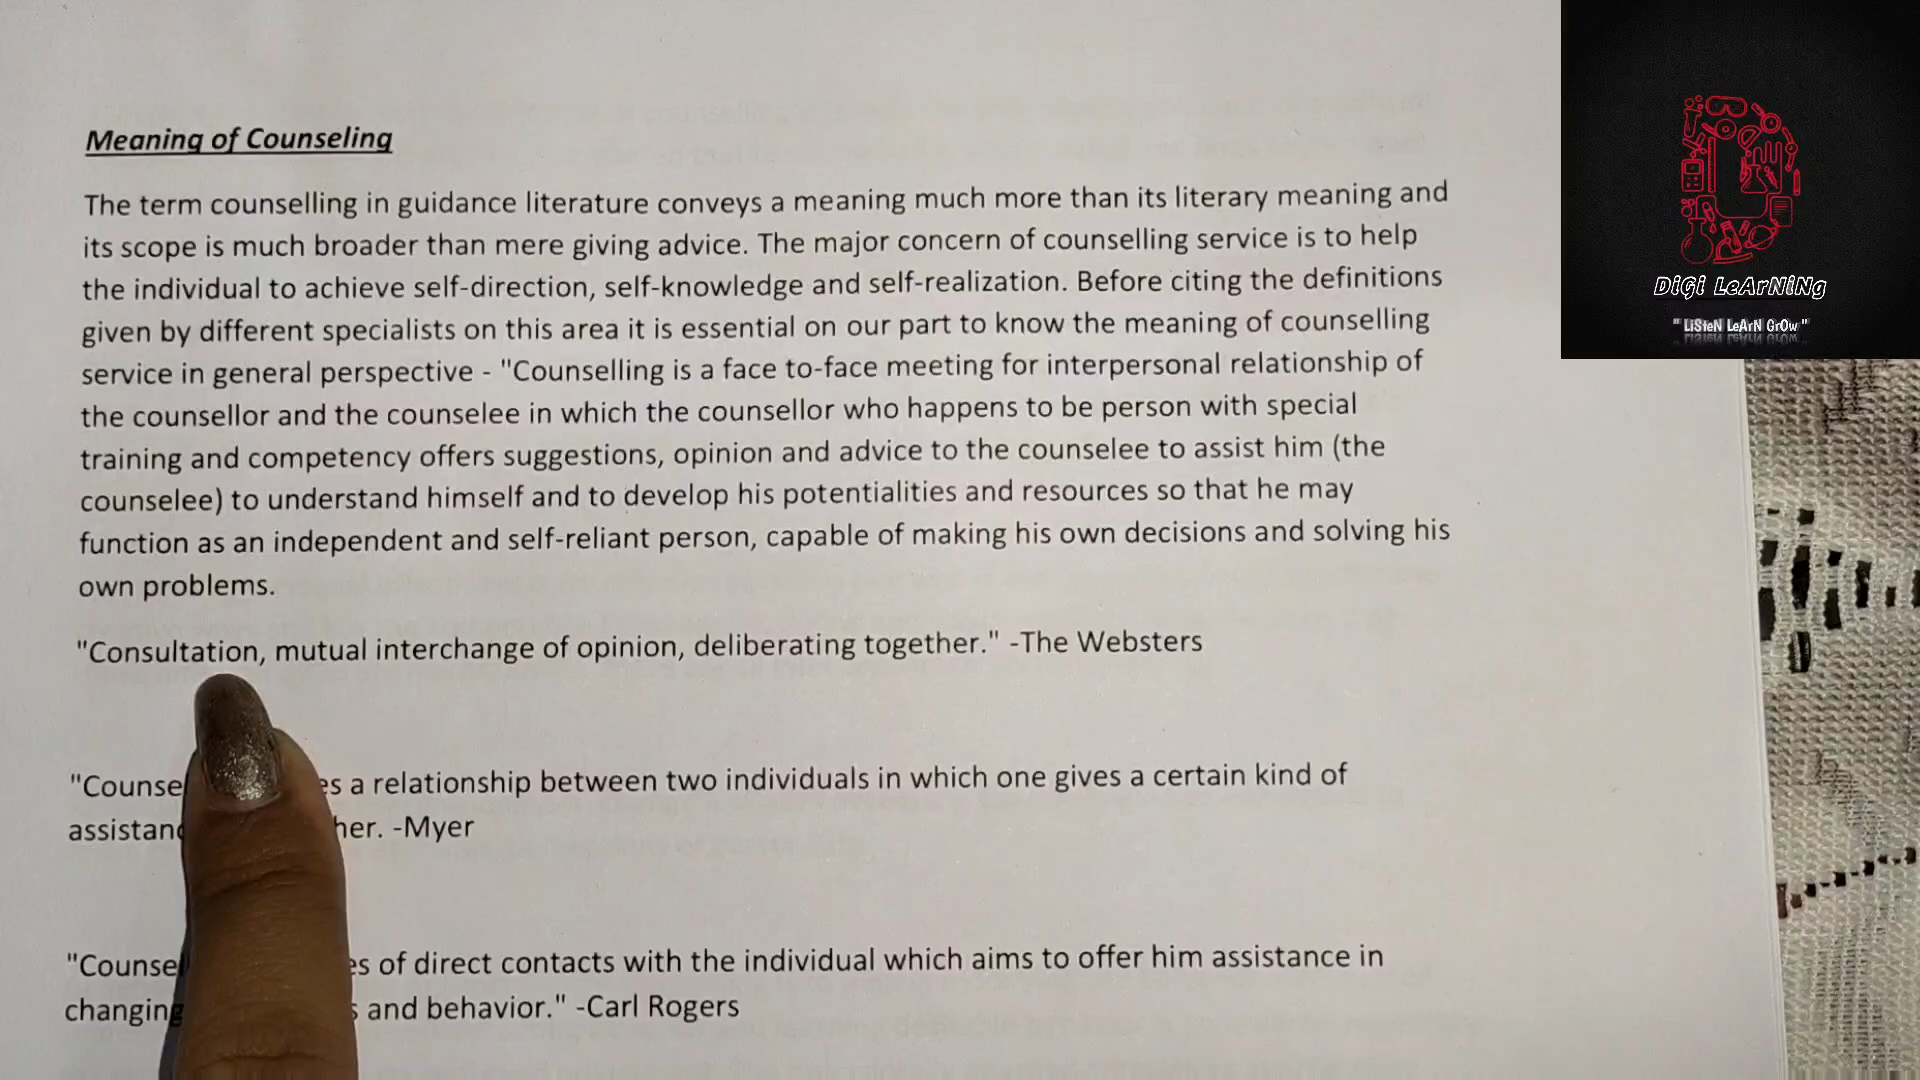 Meaning of Counseling
The term counselling in guidance literature conveys a meaning much more than its literary meaning and
its scope is much broader than mere giving advice. The major concern of counselling service is to help
the individual to achieve self-direction, self-knowledge and self-realization. Before citing the definitions
given by different specialists on this area it is essential on our part to know the meaning of counselling
service in general perspective - "Counselling is a face to-face meeting for interpersonal relationship of
the counsellor and the counselee in which the counsellor who happens to be person with special
training and competency offers suggestions, opinion and advice to the counselee to assist him (the
counselee) to understand himself and to develop his potentialities and resources so that he may
function as an independent and self-reliant person, capable of making his own decisions and solving his
own problems.
"Consultation, mutual interchange of opinion, deliberating together." -The Websters
a relationship between two individuals in which one gives a certain kind of
-Myer
of direct contacts with the individual which aims to offer him assistance in
changing and behavior." -Carl Rogers
DiGi LeArNiNg
" LiSteN LeArN GrOw "